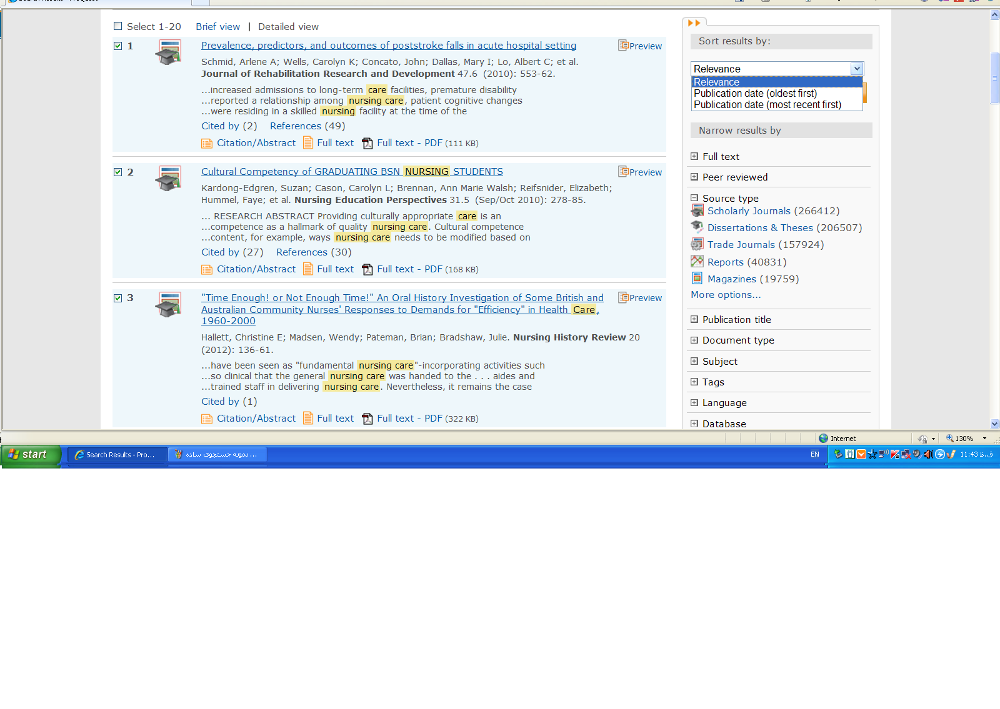 Search Results - ProQuest
Select 1-20 Brief view | Detailed view
1 Prevalence, predictors, and outcomes of poststroke falls in acute hospital setting Preview
Schmid, Arlene A; Wells, Carolyn K; Concato, John; Dallas, Mary I; Lo, Albert C; et al.
Journal of Rehabilitation Research and Development 47.6 (2010): 553-62.
...increased admissions to long-term care facilities, premature disability
...reported a relationship among nursing care, patient cognitive changes
...were residing in a skilled nursing facility at the time of the
Cited by (2) References (49)
Citation/Abstract Full text Full text - PDF (111 KB)
2 Cultural Competency of GRADUATING BSN NURSING STUDENTS Preview
Kardong-Edgren, Suzan; Cason, Carolyn L; Brennan, Ann Marie Walsh; Reifsnider, Elizabeth;
Hummel, Faye; et al. Nursing Education Perspectives 31.5 (Sep/Oct 2010): 278-85.
... RESEARCH ABSTRACT Providing culturally appropriate care is an
...competence as a hallmark of quality nursing care. Cultural competence
...content, for example, ways nursing care needs to be modified based on
Cited by (27) References (30)
Citation/Abstract Full text Full text - PDF (168 KB)
3 "Time Enough! or Not Enough Time!" An Oral History Investigation of Some British and Preview
Australian Community Nurses' Responses to Demands for "Efficiency" in Health Care,
1960-2000
Hallett, Christine E; Madsen, Wendy; Pateman, Brian; Bradshaw, Julie. Nursing History Review 20
(2012): 136-61.
...have been seen as "fundamental nursing care"-incorporating activities such
...so clinical that the general nursing care was handed to the . . . aides and
...trained staff in delivering nursing care. Nevertheless, it remains the case
Cited by (1)
Citation/Abstract Full text Full text - PDF (322 KB)
Sort results by:
Relevance
Relevance
Publication date (oldest first)
Publication date (most recent first)
Narrow results by
Full text
Peer reviewed
Source type
Scholarly Journals (266412)
Dissertations & Theses (206507)
Trade Journals (157924)
Reports (40831)
Magazines (19759)
More options...
Publication title
Document type
Subject
Tags
Language
Database
Internet 130%
start Search Results - Pro... نمونه جستجوی ساده ... EN 11:43 ق.ظ